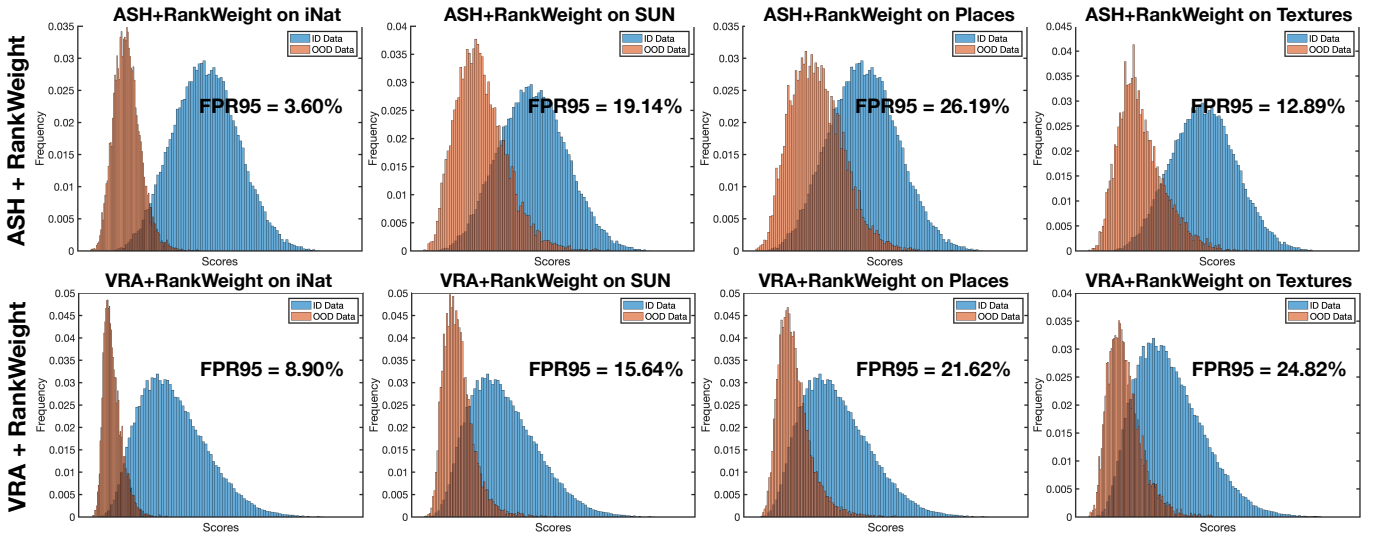 ASH + RankWeight
ASH+RankWeight on iNat
0.035
0.03
0.025
0.02
0.015
0.01
0.005
0
Frequency
Scores
ID Data
OOD Data
FPR95 = 3.60%
ASH+RankWeight on SUN
0.04
0.035
0.03
0.025
0.02
0.015
0.01
0.005
0
Frequency
Scores
ID Data
OOD Data
FPR95 = 19.14%
ASH+RankWeight on Places
0.035
0.03
0.025
0.02
0.015
0.01
0.005
0
Frequency
Scores
ID Data
OOD Data
FPR95 = 26.19%
ASH+RankWeight on Textures
0.045
0.04
0.035
0.03
0.025
0.02
0.015
0.01
0.005
0
Frequency
Scores
ID Data
OOD Data
FPR95 = 12.89%
VRA + RankWeight
VRA+RankWeight on iNat
0.05
0.045
0.04
0.035
0.03
0.025
0.02
0.015
0.01
0.005
0
Frequency
Scores
ID Data
OOD Data
FPR95 = 8.90%
VRA+RankWeight on SUN
0.05
0.045
0.04
0.035
0.03
0.025
0.02
0.015
0.01
0.005
0
Frequency
Scores
ID Data
OOD Data
FPR95 = 15.64%
VRA+RankWeight on Places
0.05
0.045
0.04
0.035
0.03
0.025
0.02
0.015
0.01
0.005
0
Frequency
Scores
ID Data
OOD Data
FPR95 = 21.62%
VRA+RankWeight on Textures
0.04
0.035
0.03
0.025
0.02
0.015
0.01
0.005
0
Frequency
Scores
ID Data
OOD Data
FPR95 = 24.82%